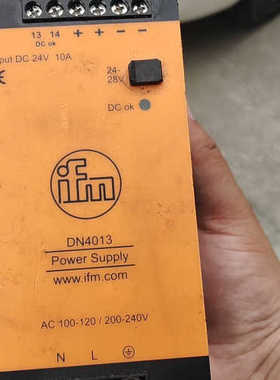 13 14 + + − −
DC ok
put DC 24V 10A
24-
28V
CE
DC ok
ifm
DN4013
Power Supply
www.ifm.com
AC 100-120 / 200-240V
N L